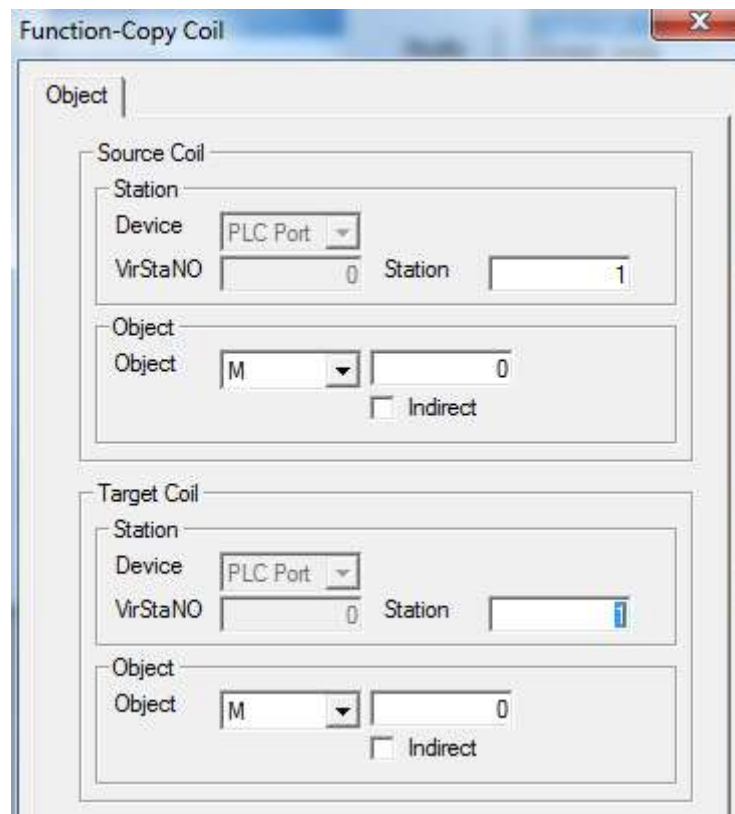 Function-Copy Coil
Object
Source Coil
Station
Device PLC Port
VirStaNO 0 Station 1
Object
Object M 0
Indirect
Target Coil
Station
Device PLC Port
VirStaNO 0 Station 1
Object
Object M 0
Indirect